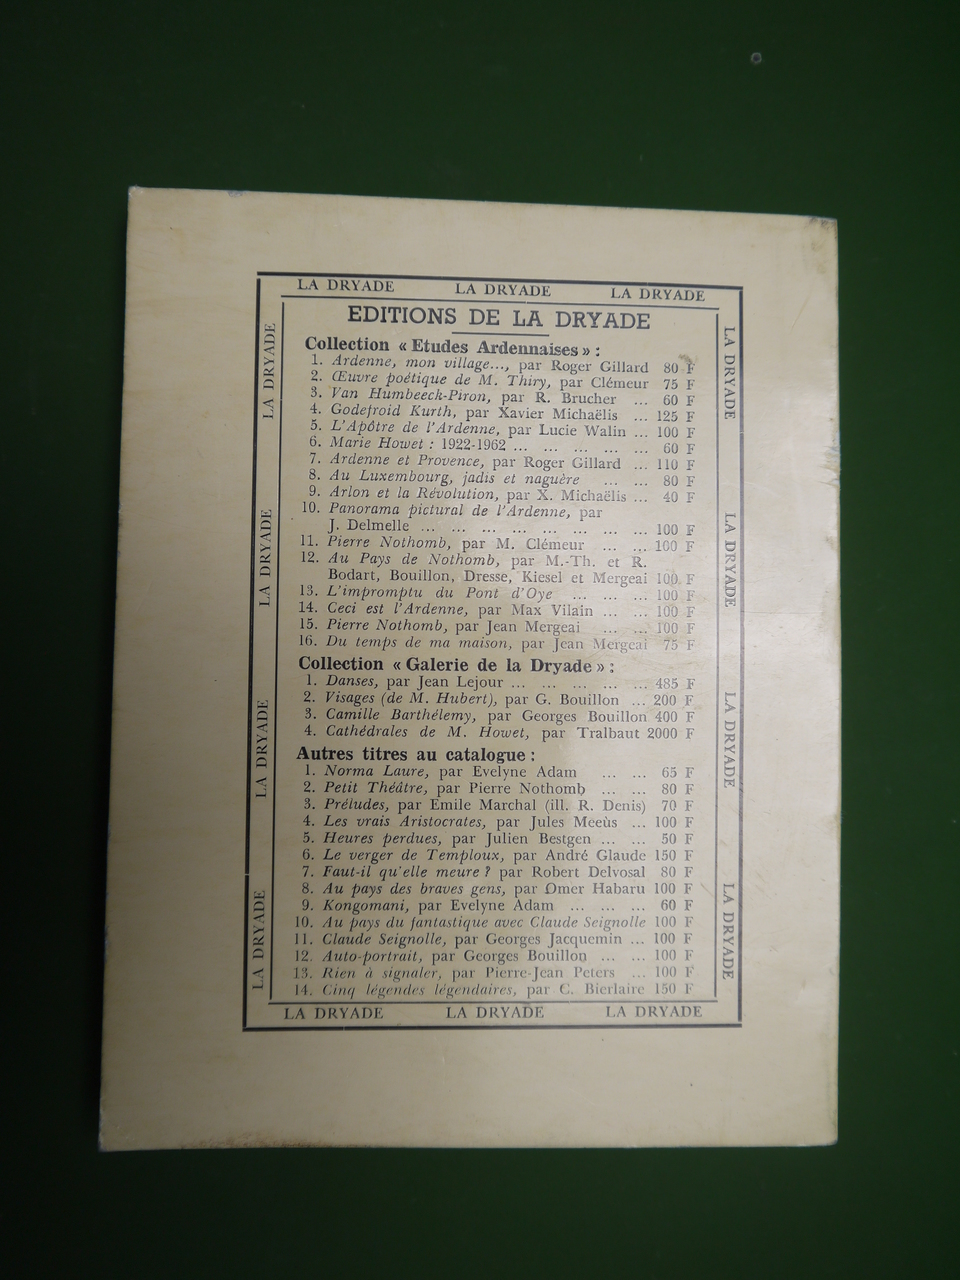 LA DRYADE LA DRYADE LA DRYADE
EDITIONS DE LA DRYADE
Collection « Etudes Ardennaises » :
1. Ardenne, mon village..., par Roger Gillard 80 F
2. Œuvre poétique de M. Thiry, par Clémeur 75 F
3. Van Humbeeck-Piron, par R. Brucher ... 60 F
4. Godefroid Kurth, par Xavier Michaëlis ... 125 F
5. L'Apôtre de l'Ardenne, par Lucie Walin ... 100 F
6. Marie Howet : 1922-1962 ... ... ... ... ... 60 F
7. Ardenne et Provence, par Roger Gillard ... 110 F
8. Au Luxembourg, jadis et naguère ... ... 80 F
9. Arlon et la Révolution, par X. Michaëlis ... 40 F
10. Panorama pictural de l'Ardenne, par
J. Delmelle ... ... ... ... ... ... ... ... 100 F
11. Pierre Nothomb, par M. Clémeur ... ... 100 F
12. Au Pays de Nothomb, par M.-Th. et R.
Bodart, Bouillon, Dresse, Kiesel et Mergeai 100 F
13. L'impromptu du Pont d'Oye ... ... ... 100 F
14. Ceci est l'Ardenne, par Max Vilain ... ... 100 F
15. Pierre Nothomb, par Jean Mergeai ... ... 100 F
16. Du temps de ma maison, par Jean Mergeai 75 F
Collection « Galerie de la Dryade » :
1. Danses, par Jean Lejour ... ... ... ... ... 485 F
2. Visages (de M. Hubert), par G. Bouillon ... 200 F
3. Camille Barthélemy, par Georges Bouillon 400 F
4. Cathédrales de M. Howet, par Tralbaut 2000 F
Autres titres au catalogue :
1. Norma Laure, par Evelyne Adam ... ... 65 F
2. Petit Théâtre, par Pierre Nothomb ... ... 80 F
3. Préludes, par Emile Marchal (ill. R. Denis) 70 F
4. Les vrais Aristocrates, par Jules Meeùs ... 100 F
5. Heures perdues, par Julien Bestgen ... ... 50 F
6. Le verger de Temploux, par André Glaude 150 F
7. Faut-il qu'elle meure ? par Robert Delvosal 80 F
8. Au pays des braves gens, par Omer Habaru 100 F
9. Kongomani, par Evelyne Adam ... ... ... 60 F
10. Au pays du fantastique avec Claude Seignolle 100 F
11. Claude Seignolle, par Georges Jacquemin ... 100 F
12. Auto-portrait, par Georges Bouillon ... ... 100 F
13. Rien à signaler, par Pierre-Jean Peters ... 100 F
14. Cinq légendes légendaires, par C. Bierlaire 150 F
LA DRYADE LA DRYADE LA DRYADE
LA DRYADE
LA DRYADE
LA DRYADE
LA DRYADE
LA DRYADE
LA DRYADE
LA DRYADE
LA DRYADE